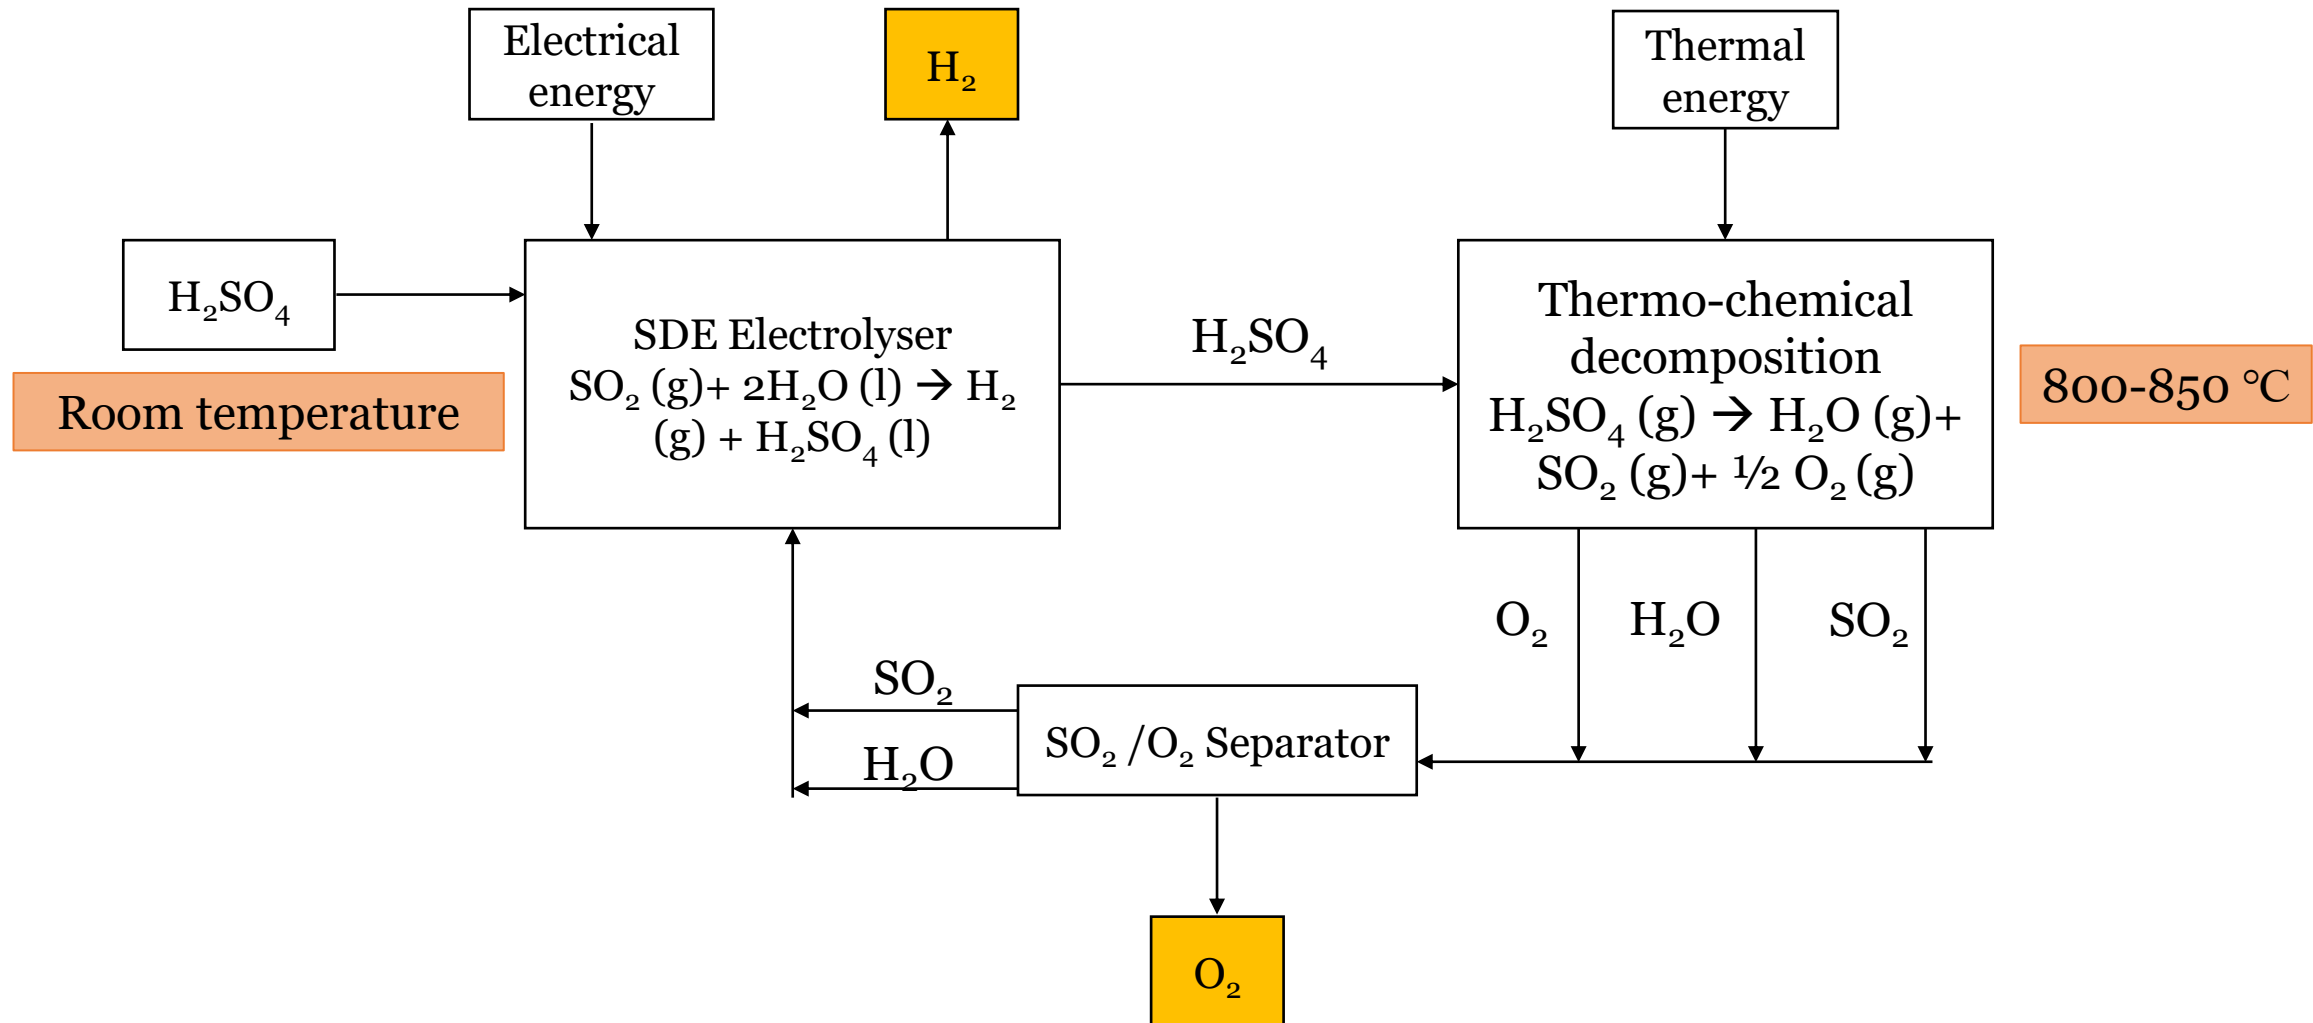 Electrical
energy
H₂
Thermal
energy
H₂SO₄
Room temperature
SDE Electrolyser
SO₂ (g)+ 2H₂O (l) → H₂
(g) + H₂SO₄ (l)
H₂SO₄
Thermo-chemical
decomposition
H₂SO₄ (g) → H₂O (g)+
SO₂ (g)+ ½ O₂ (g)
800-850 °C
O₂
H₂O
SO₂
SO₂
H₂O
SO₂ /O₂ Separator
O₂